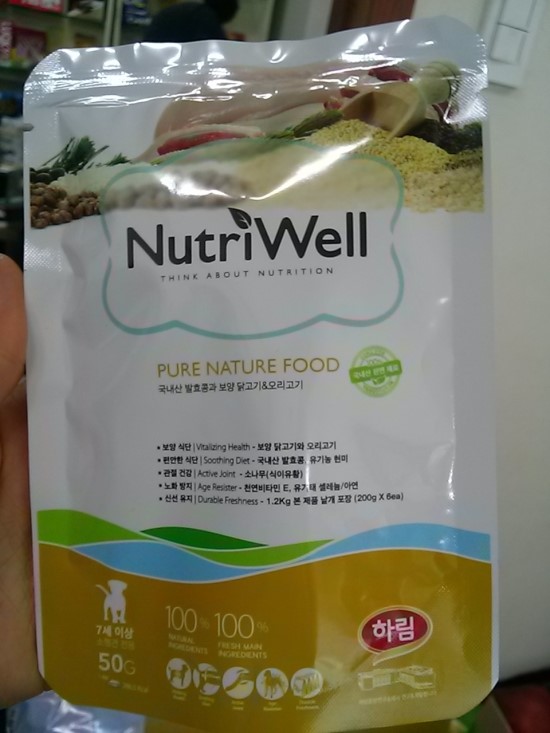 NutriWell
THINK ABOUT NUTRITION
PURE NATURE FOOD
국내산 발효콩과 보양 닭고기&오리고기
• 보양 식단 | Vitalizing Health - 보양 닭고기와 오리고기
• 편안한 식단 | Soothing Diet - 국내산 발효콩, 유기농 현미
• 관절 건강 | Active Joint - 소나무(식이유황)
• 노화 방지 | Age Resister - 천연비타민 E, 유기태 셀레늄/아연
• 신선 유지 | Durable Freshness - 1.2Kg 본 제품 낱개 포장 (200g X 6ea)
7세 이상
50G
100% NATURAL INGREDIENTS
100% FRESH MAIN INGREDIENTS
하림